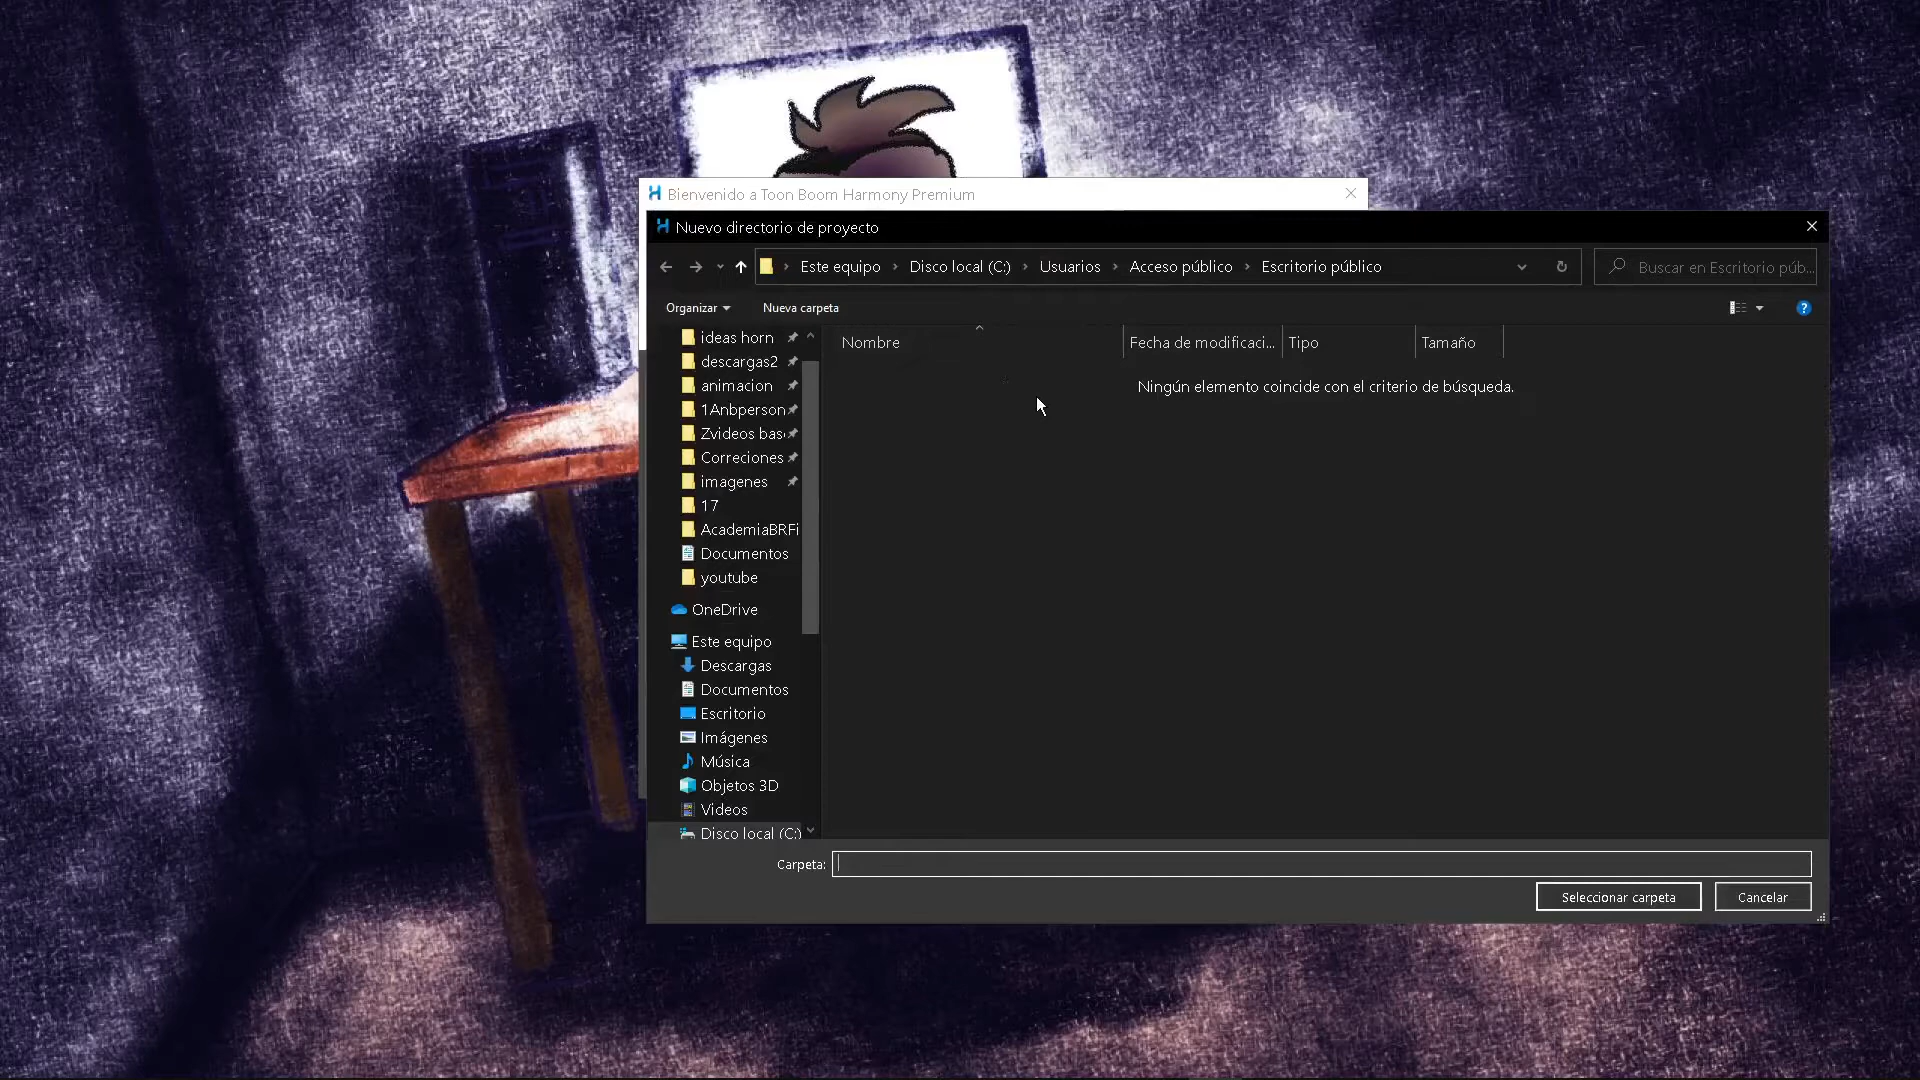 Bienvenido a Toon Boom Harmony Premium
Nuevo directorio de proyecto
Este equipo › Disco local (C:) › Usuarios › Acceso público › Escritorio público
Buscar en Escritorio púb...
Organizar
Nueva carpeta
Nombre
Fecha de modificaci...
Tipo
Tamaño
Ningún elemento coincide con el criterio de búsqueda.
ideas horn
descargas2
animacion
1Anbperson
Zvideos bas
Correciones
imagenes
17
AcademiaBRFi
Documentos
youtube
OneDrive
Este equipo
Descargas
Documentos
Escritorio
Imágenes
Música
Objetos 3D
Videos
Disco local (C:)
Carpeta:
Seleccionar carpeta
Cancelar